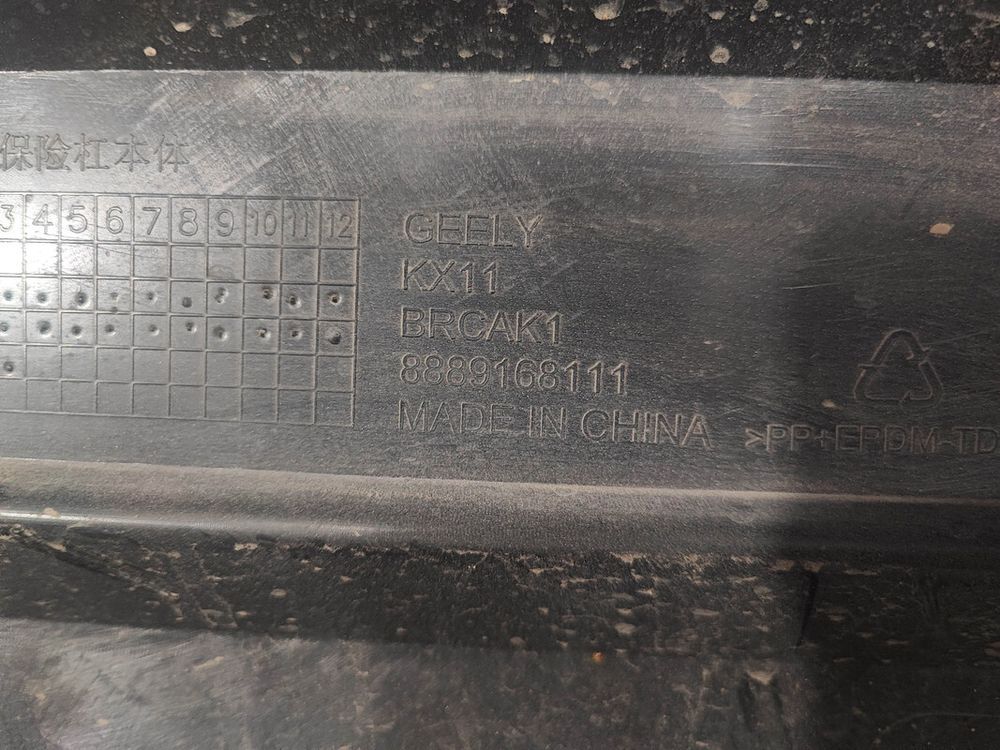 保险杠本体
3 4 5 6 7 8 9 10 11 12
GEELY
KX11
BRCAK1
8889168111
MADE IN CHINA
>PP+EPDM-TD